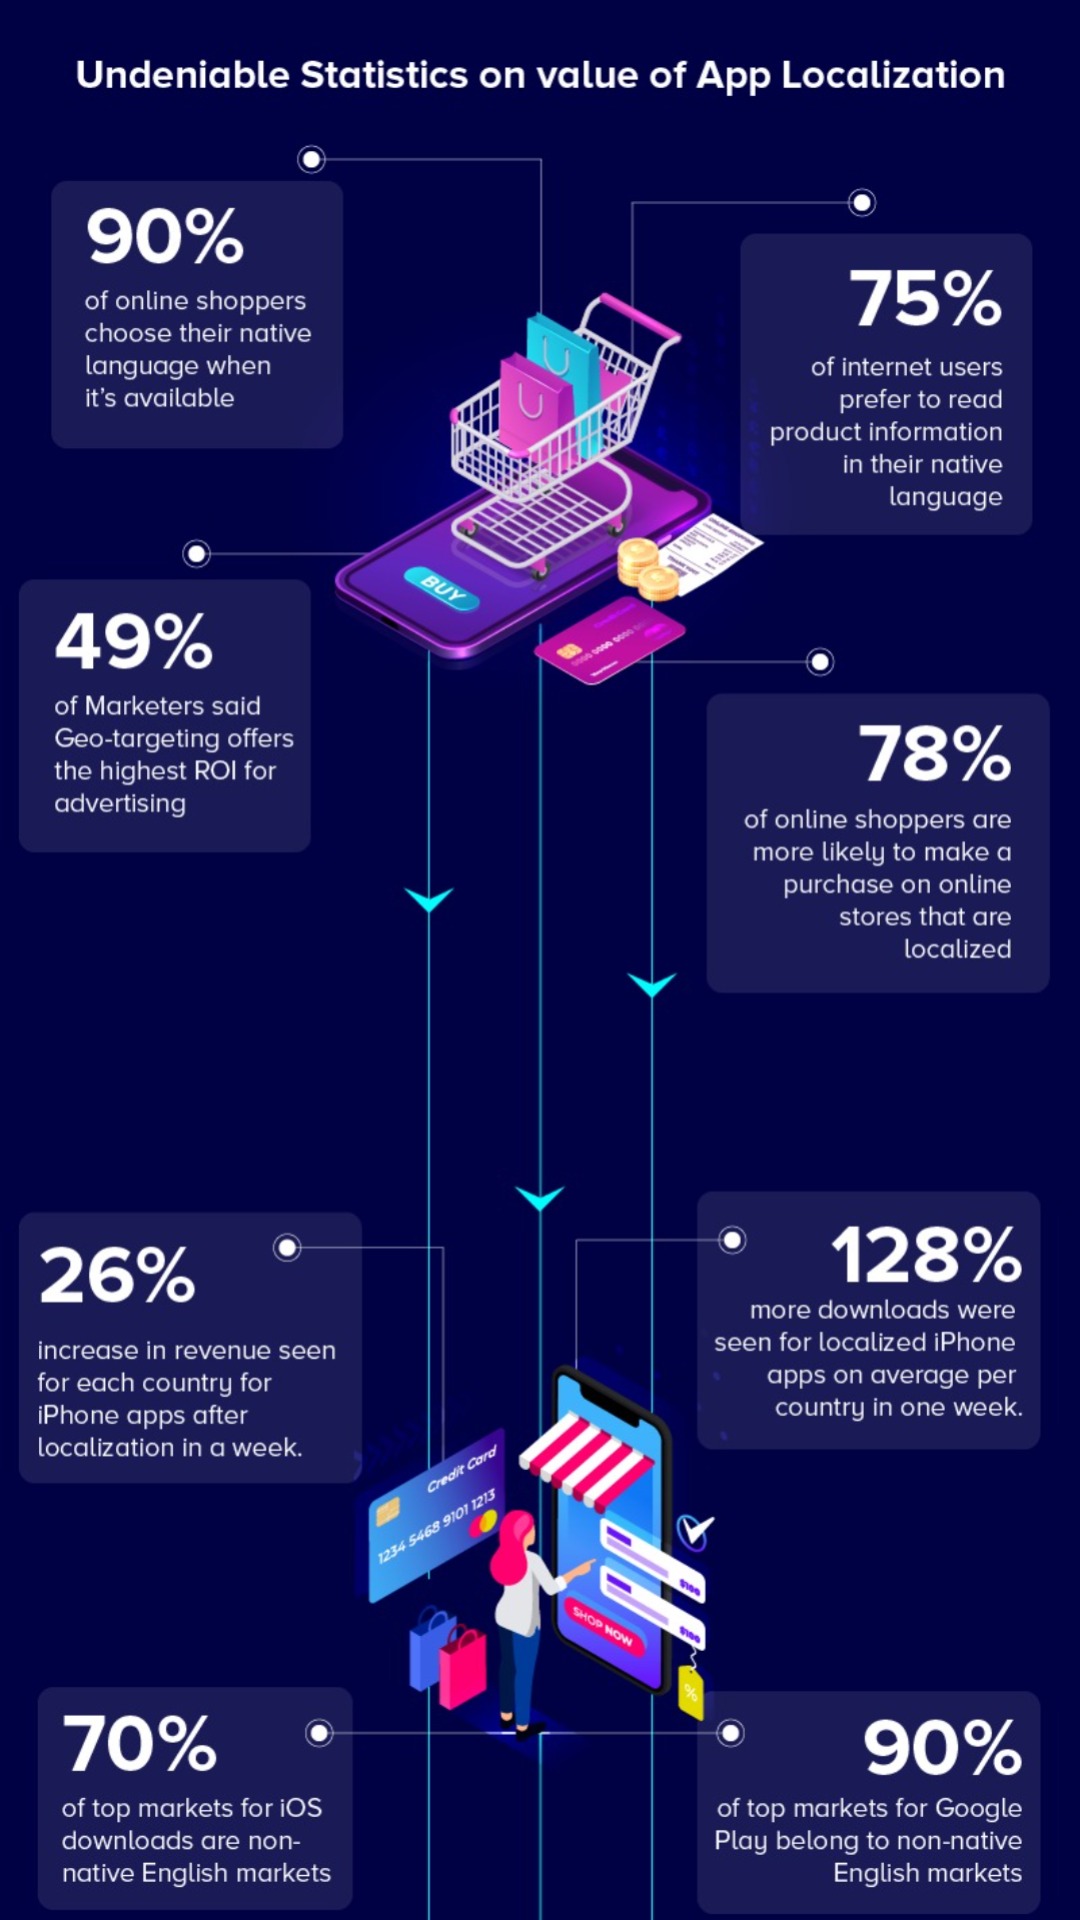 Undeniable Statistics on value of App Localization
90%
of online shoppers
choose their native
language when
it’s available
75%
of internet users
prefer to read
product information
in their native
language
BUY
49%
of Marketers said
Geo-targeting offers
the highest ROI for
advertising
78%
of online shoppers are
more likely to make a
purchase on online
stores that are
localized
26%
increase in revenue seen
for each country for
iPhone apps after
localization in a week.
128%
more downloads were
seen for localized iPhone
apps on average per
country in one week.
Credit Card
1234 5468 9101 1213
$100
$100
SHOP NOW
%
70%
of top markets for iOS
downloads are non-
native English markets
90%
of top markets for Google
Play belong to non-native
English markets